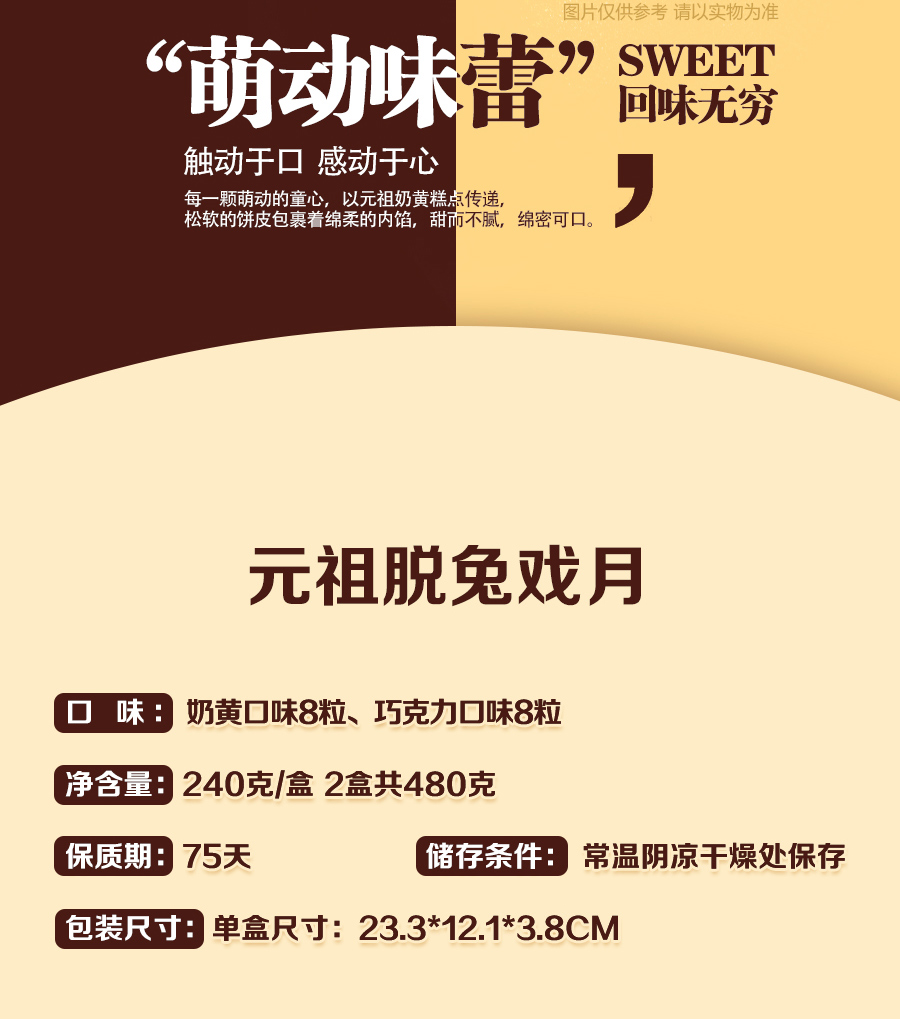 图片仅供参考 请以实物为准
“萌动味蕾” SWEET
回味无穷
触动于口 感动于心
每一颗萌动的童心，以元祖奶黄糕点传递，
松软的饼皮包裹着绵柔的内馅，甜而不腻，绵密可口。
，
元祖脱兔戏月
口 味： 奶黄口味8粒、巧克力口味8粒
净含量： 240克/盒 2盒共480克
保质期： 75天 储存条件： 常温阴凉干燥处保存
包装尺寸： 单盒尺寸：23.3*12.1*3.8CM